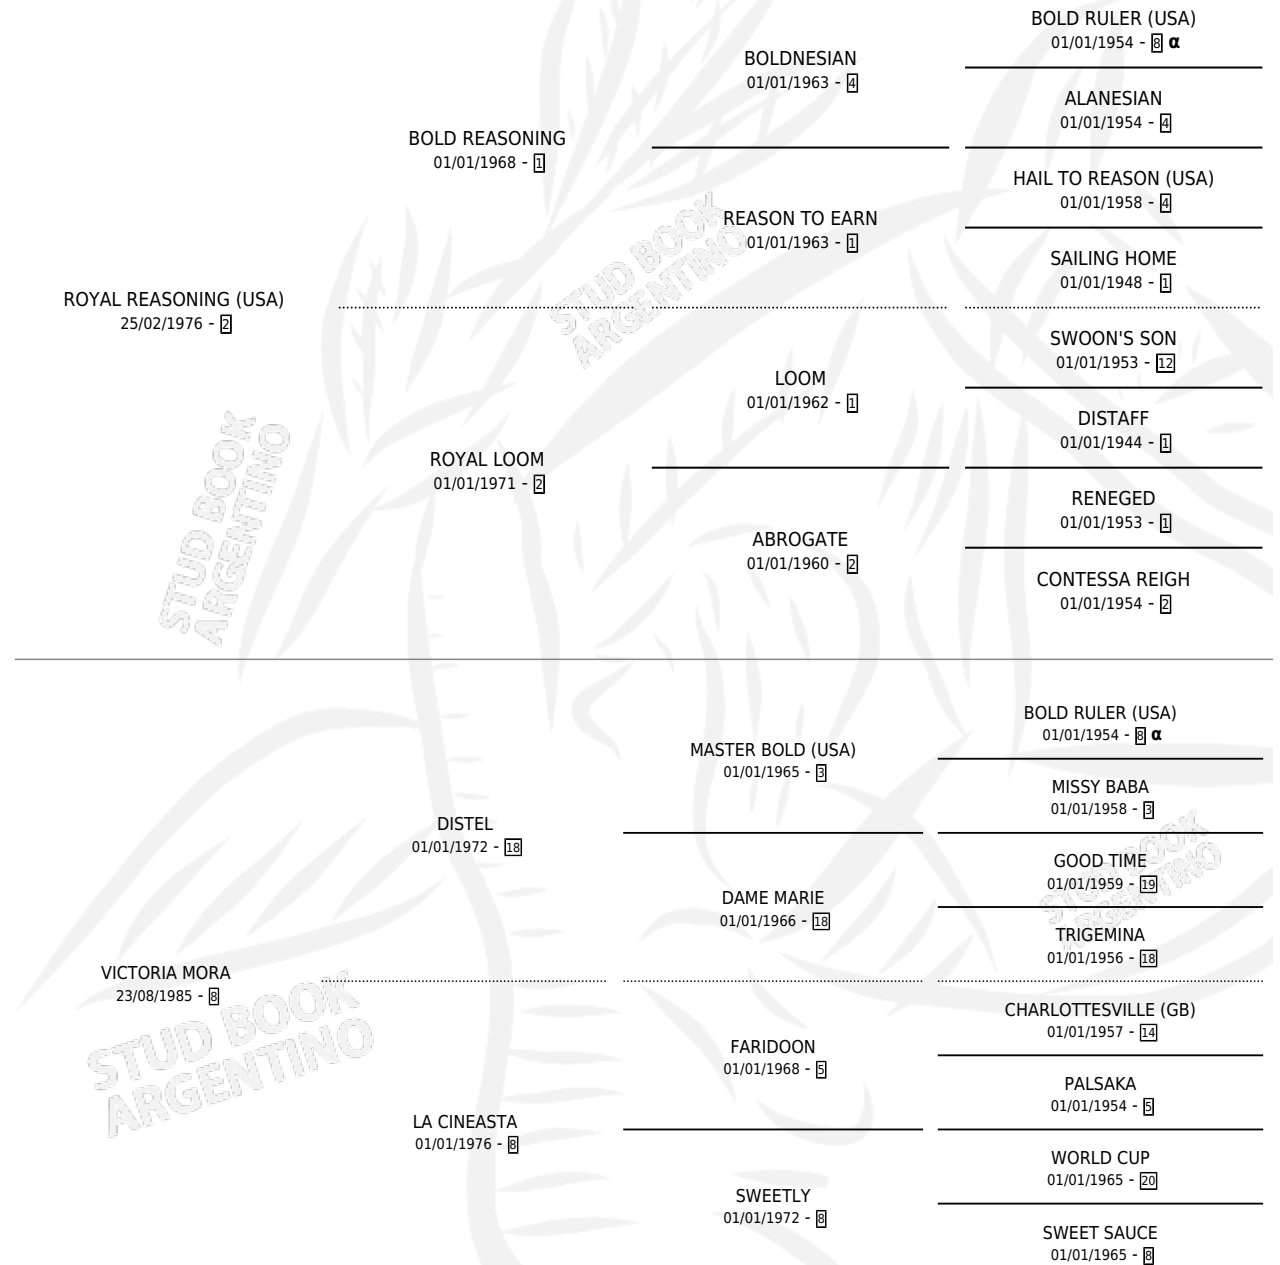 BOLD RULER (USA)
01/01/1954 - 8 α
BOLDNESIAN
01/01/1963 - 4
ALANESIAN
01/01/1954 - 4
BOLD REASONING
01/01/1968 - 1
HAIL TO REASON (USA)
01/01/1958 - 4
REASON TO EARN
01/01/1963 - 1
SAILING HOME
01/01/1948 - 1
ROYAL REASONING (USA)
25/02/1976 - 2
STUD BOOK
ARGENTINO
SWOON'S SON
01/01/1953 - 12
LOOM
01/01/1962 - 1
DISTAFF
01/01/1944 - 1
ROYAL LOOM
01/01/1971 - 2
RENEGED
01/01/1953 - 1
ABROGATE
01/01/1960 - 2
CONTESSA REIGH
01/01/1954 - 2
STUD BOOK
ARGENTINO
BOLD RULER (USA)
01/01/1954 - 8 α
MASTER BOLD (USA)
01/01/1965 - 3
MISSY BABA
01/01/1958 - 3
DISTEL
01/01/1972 - 18
GOOD TIME
01/01/1959 - 19
DAME MARIE
01/01/1966 - 18
TRIGEMINA
01/01/1956 - 18
STUD BOOK
ARGENTINO
VICTORIA MORA
23/08/1985 - 8
CHARLOTTESVILLE (GB)
01/01/1957 - 14
FARIDOON
01/01/1968 - 5
PALSAKA
01/01/1954 - 5
LA CINEASTA
01/01/1976 - 8
WORLD CUP
01/01/1965 - 20
SWEETLY
01/01/1972 - 8
SWEET SAUCE
01/01/1965 - 8
STUD BOOK
ARGENTINO